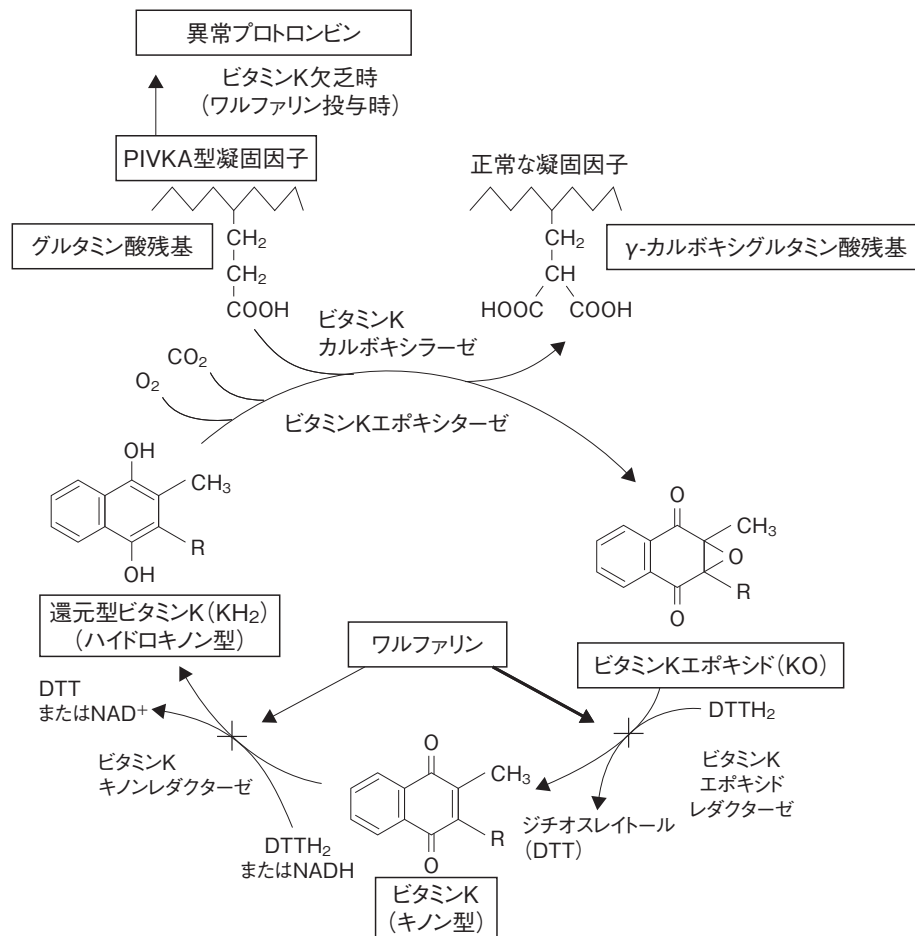 異常プロトロンビン
ビタミンK欠乏時
（ワルファリン投与時）
PIVKA型凝固因子
正常な凝固因子
グルタミン酸残基
CH₂
CH₂
COOH
γ-カルボキシグルタミン酸残基
CH₂
CH
HOOC COOH
ビタミンK
カルボキシラーゼ
CO₂
O₂
ビタミンKエポキシターゼ
OH
CH₃
R
OH
還元型ビタミンK（KH₂）
（ハイドロキノン型）
O
CH₃
O
R
O
ビタミンKエポキシド（KO）
ワルファリン
DTT
またはNAD⁺
ビタミンK
キノンレダクターゼ
DTTH₂
またはNADH
DTTH₂
ビタミンK
エポキシド
レダクターゼ
ジチオスレイトール
（DTT）
O
CH₃
R
O
ビタミンK
（キノン型）